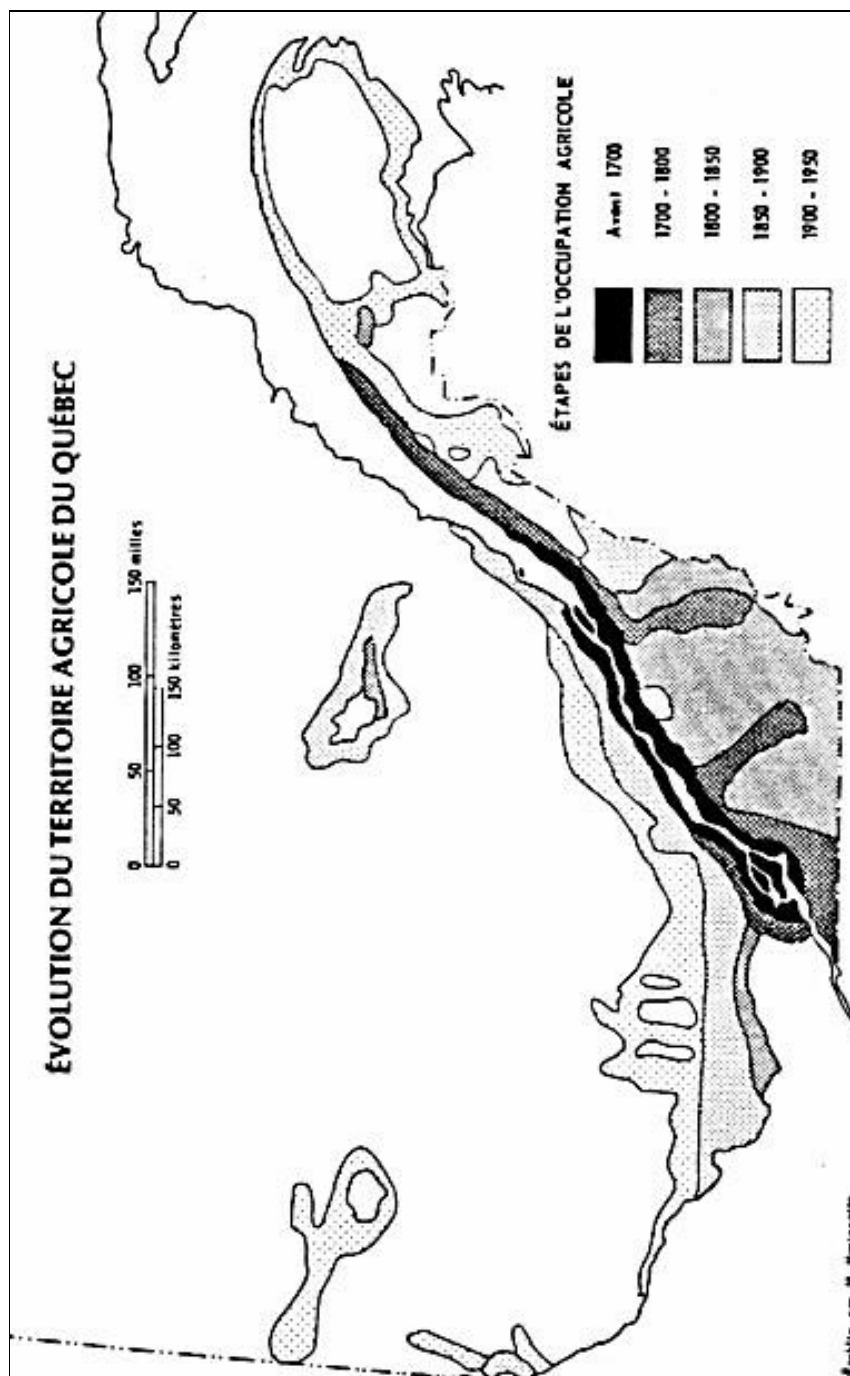 ÉVOLUTION DU TERRITOIRE AGRICOLE DU QUÉBEC
0 50 100 150 milles
0 50 100 150 kilomètres
ÉTAPES DE L'OCCUPATION AGRICOLE
Avant 1700
1700 - 1800
1800 - 1850
1850 - 1900
1900 - 1950